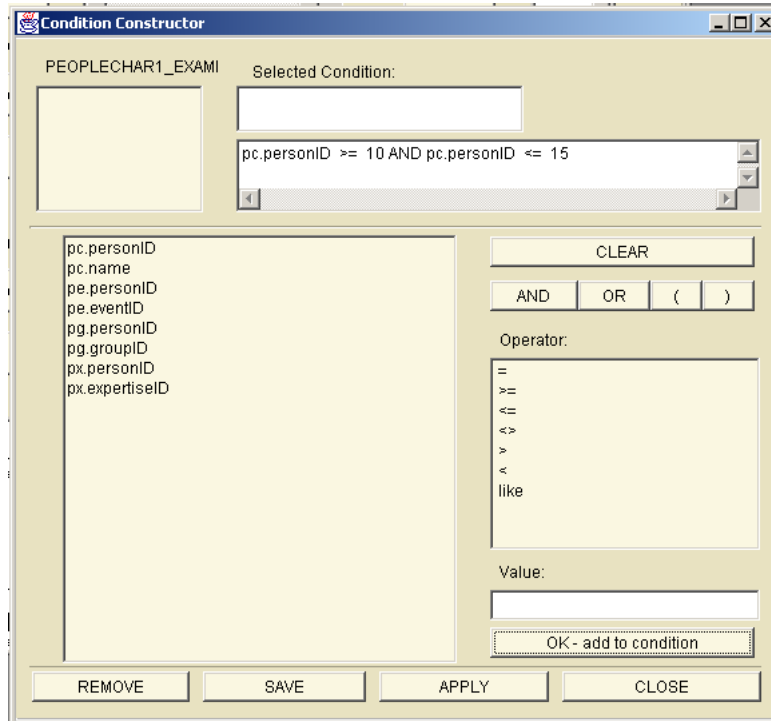 Condition Constructor
PEOPLECHAR1_EXAMI
Selected Condition:
pc.personID >= 10 AND pc.personID <= 15
pc.personID
pc.name
pe.personID
pe.eventID
pg.personID
pg.groupID
px.personID
px.expertiseID
CLEAR
AND OR ( )
Operator:
=
>=
<=
<>
>
<
like
Value:
OK - add to condition
REMOVE SAVE APPLY CLOSE